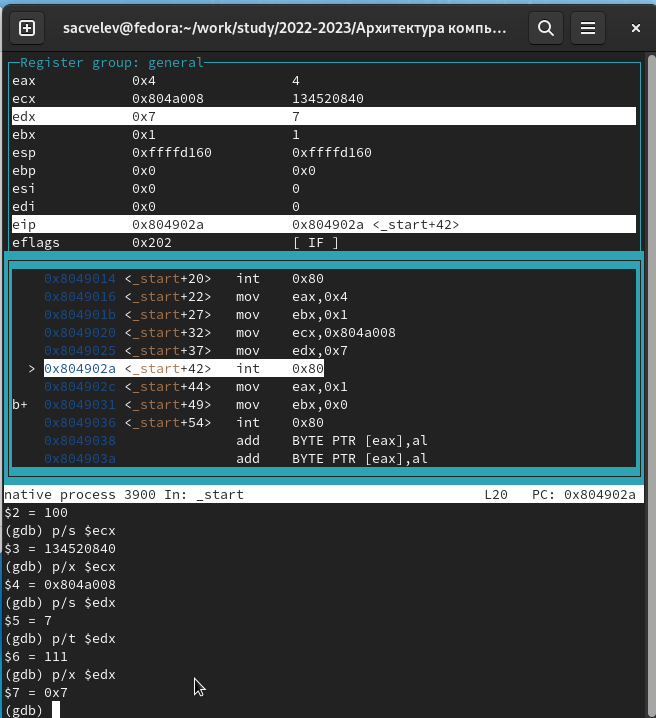 sacvelev@fedora:~/work/study/2022-2023/Архитектура компь...
Register group: general
eax 0x4 4
ecx 0x804a008 134520840
edx 0x7 7
ebx 0x1 1
esp 0xffffd160 0xffffd160
ebp 0x0 0x0
esi 0x0 0
edi 0x0 0
eip 0x804902a 0x804902a <_start+42>
eflags 0x202 [ IF ]
0x8049014 <_start+20> int 0x80
0x8049016 <_start+22> mov eax,0x4
0x804901b <_start+27> mov ebx,0x1
0x8049020 <_start+32> mov ecx,0x804a008
0x8049025 <_start+37> mov edx,0x7
> 0x804902a <_start+42> int 0x80
0x804902c <_start+44> mov eax,0x1
b+ 0x8049031 <_start+49> mov ebx,0x0
0x8049036 <_start+54> int 0x80
0x8049038 add BYTE PTR [eax],al
0x804903a add BYTE PTR [eax],al
native process 3900 In: _start L20 PC: 0x804902a
$2 = 100
(gdb) p/s $ecx
$3 = 134520840
(gdb) p/x $ecx
$4 = 0x804a008
(gdb) p/s $edx
$5 = 7
(gdb) p/t $edx
$6 = 111
(gdb) p/x $edx
$7 = 0x7
(gdb)